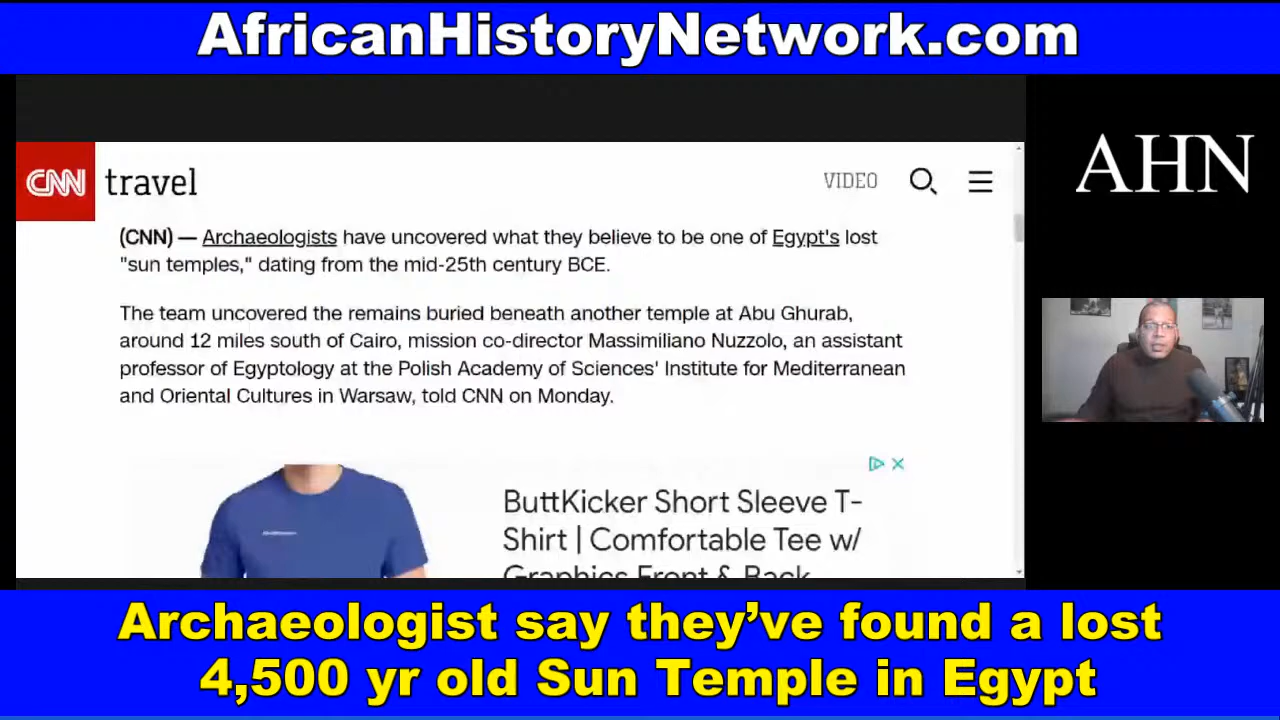 AfricanHistoryNetwork.com
CNN travel
VIDEO
AHN
(CNN) — Archaeologists have uncovered what they believe to be one of Egypt's lost
"sun temples," dating from the mid-25th century BCE.
The team uncovered the remains buried beneath another temple at Abu Ghurab,
around 12 miles south of Cairo, mission co-director Massimiliano Nuzzolo, an assistant
professor of Egyptology at the Polish Academy of Sciences' Institute for Mediterranean
and Oriental Cultures in Warsaw, told CNN on Monday.
ButtKicker Short Sleeve T-
Shirt | Comfortable Tee w/
Graphics Front & Back
Archaeologist say they’ve found a lost
4,500 yr old Sun Temple in Egypt